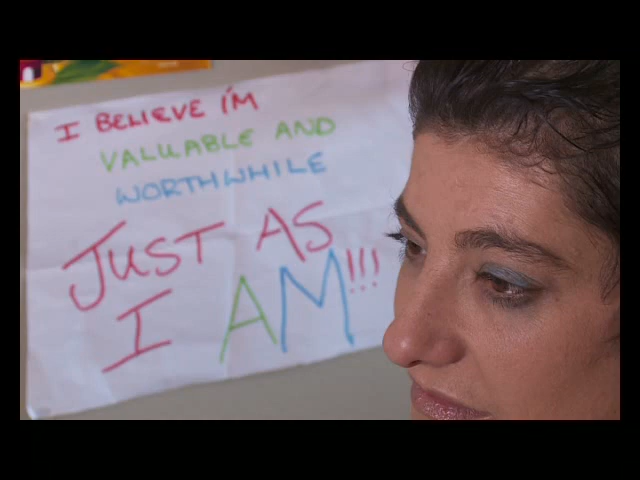 I BELIEVE I'M
VALUABLE AND
WORTHWHILE
JUST AS
I AM!!!